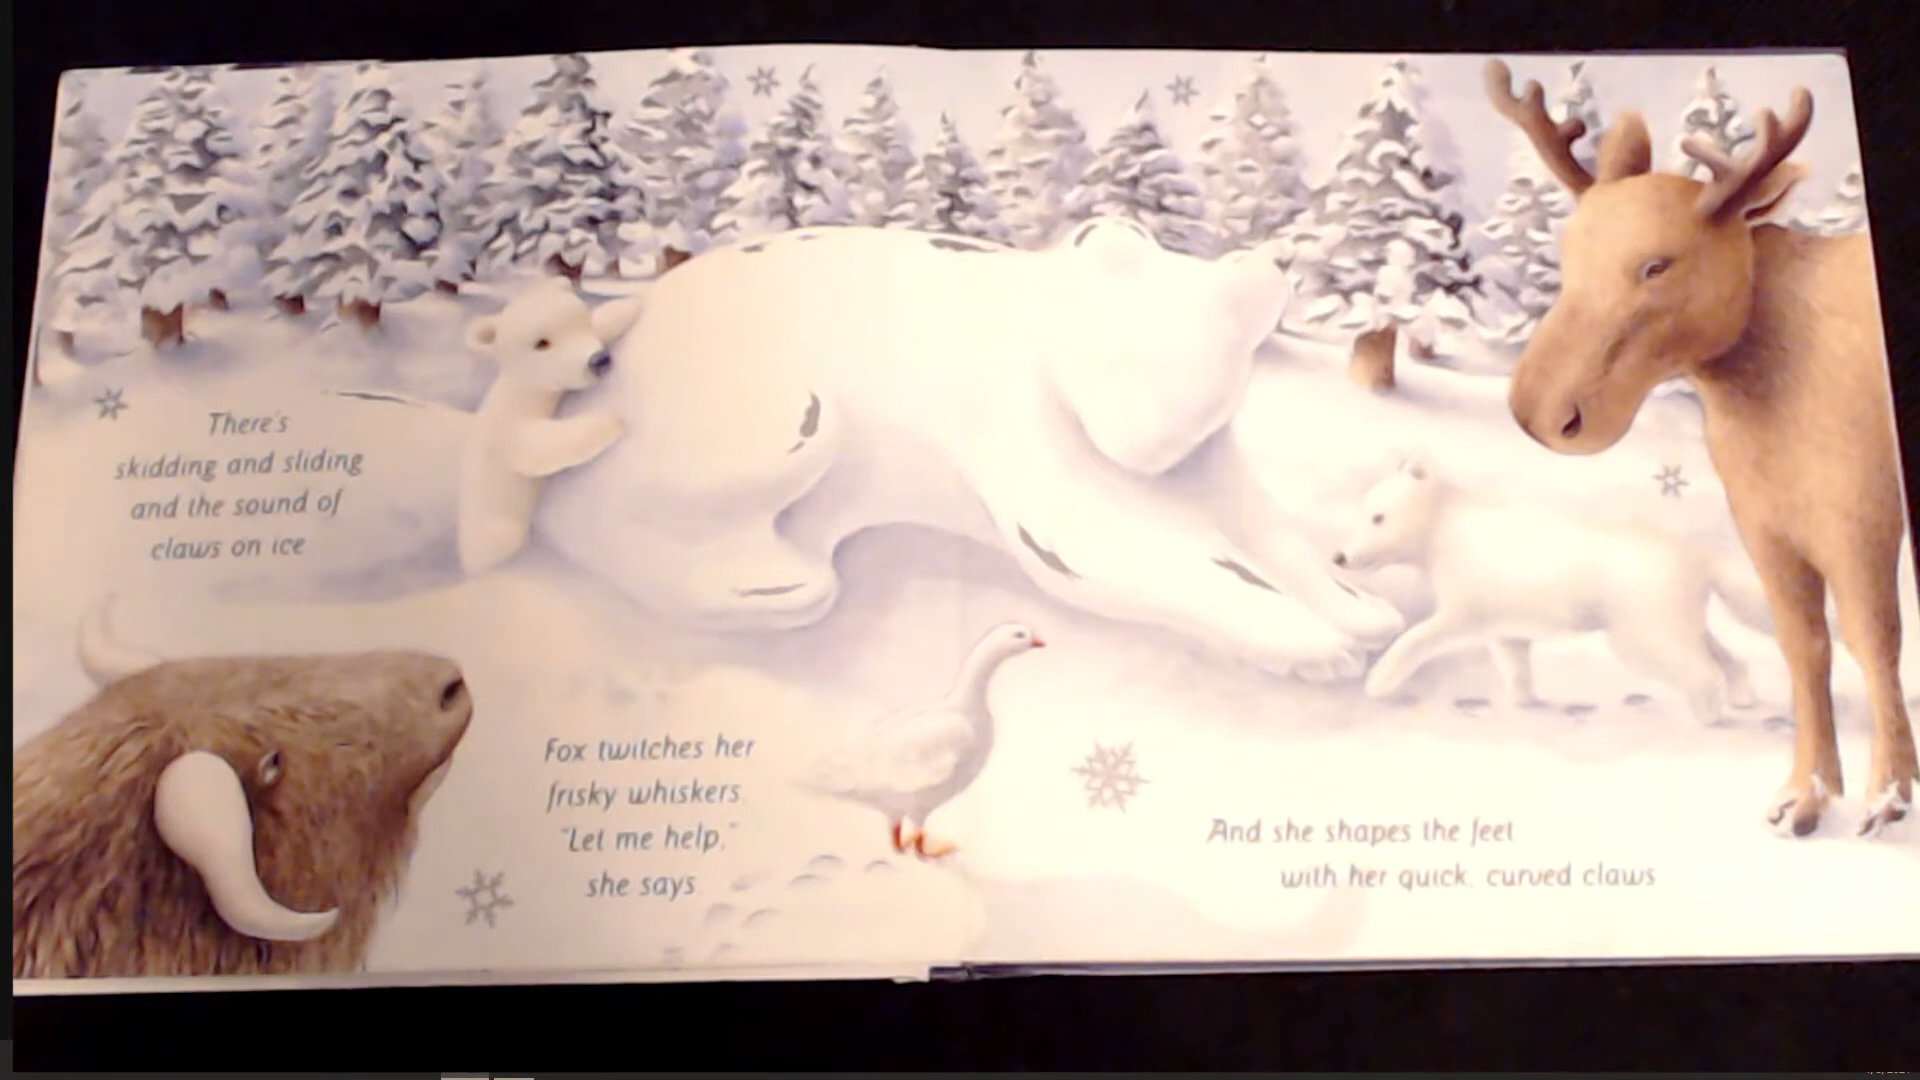 There's
skidding and sliding
and the sound of
claws on ice
Fox twitches her
frisky whiskers.
"Let me help,"
she says.
And she shapes the feet
with her quick, curved claws